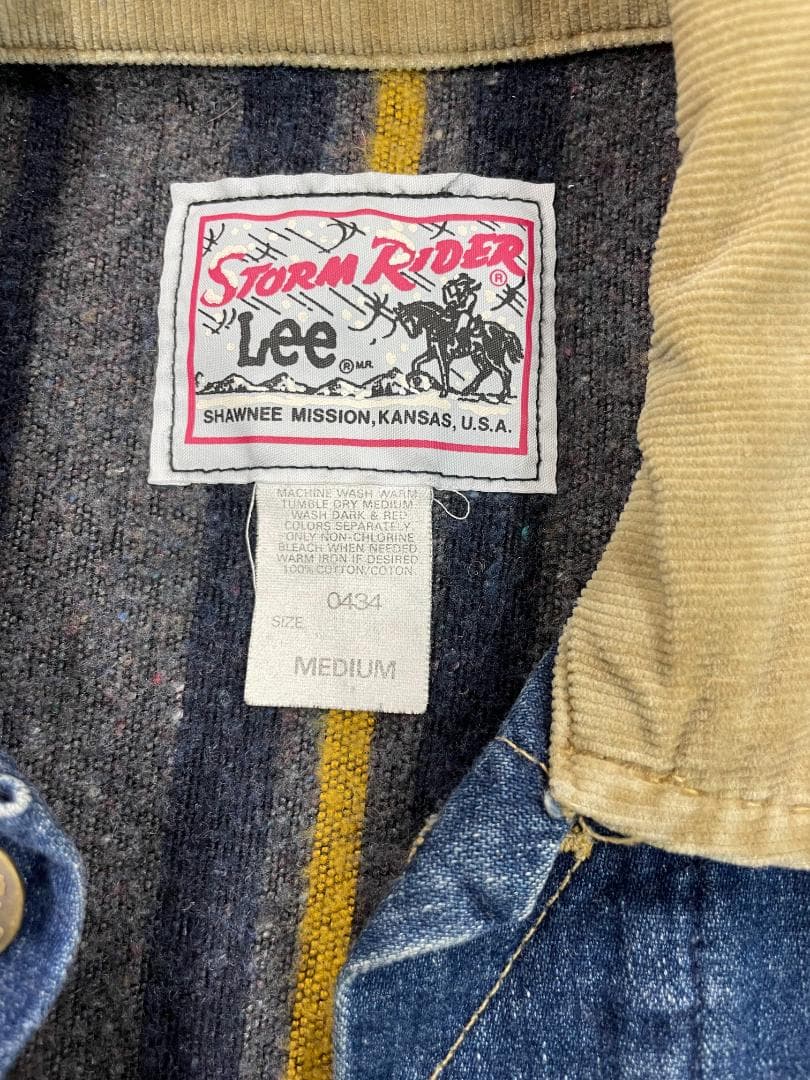 STORM RIDER ®
Lee ® M.R.
SHAWNEE MISSION, KANSAS, U.S.A.
MACHINE WASH WARM
TUMBLE DRY MEDIUM
WASH DARK & RED
COLORS SEPARATELY
ONLY NON-CHLORINE
BLEACH WHEN NEEDED
WARM IRON IF DESIRED
100% COTTON/COTON
0434
SIZE
MEDIUM